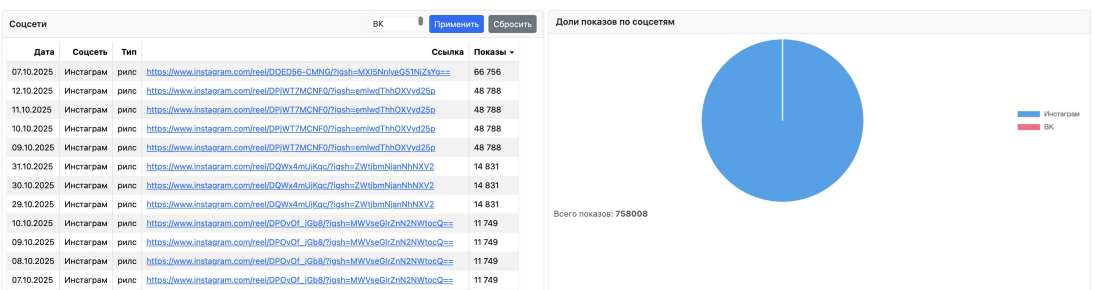 Соцсети
ВК
Применить
Сбросить
Дата Соцсеть Тип Ссылка Показы
07.10.2025 Инстаграм рилс https://www.instagram.com/reel/DOED56-CMNG/?igsh=MXI5NnlyeG51NjZsYg== 66 756
12.10.2025 Инстаграм рилс https://www.instagram.com/reel/DPjWT7MCNF0/?igsh=emlwdThhOXVyd25p 48 788
11.10.2025 Инстаграм рилс https://www.instagram.com/reel/DPjWT7MCNF0/?igsh=emlwdThhOXVyd25p 48 788
10.10.2025 Инстаграм рилс https://www.instagram.com/reel/DPjWT7MCNF0/?igsh=emlwdThhOXVyd25p 48 788
09.10.2025 Инстаграм рилс https://www.instagram.com/reel/DPjWT7MCNF0/?igsh=emlwdThhOXVyd25p 48 788
31.10.2025 Инстаграм рилс https://www.instagram.com/reel/DQWx4mUjKqc/?igsh=ZWtjbmNjanNhNXV2 14 831
30.10.2025 Инстаграм рилс https://www.instagram.com/reel/DQWx4mUjKqc/?igsh=ZWtjbmNjanNhNXV2 14 831
29.10.2025 Инстаграм рилс https://www.instagram.com/reel/DQWx4mUjKqc/?igsh=ZWtjbmNjanNhNXV2 14 831
10.10.2025 Инстаграм рилс https://www.instagram.com/reel/DPOvOf_jGb8/?igsh=MWVseGlrZnN2NWtocQ== 11 749
09.10.2025 Инстаграм рилс https://www.instagram.com/reel/DPOvOf_jGb8/?igsh=MWVseGlrZnN2NWtocQ== 11 749
08.10.2025 Инстаграм рилс https://www.instagram.com/reel/DPOvOf_jGb8/?igsh=MWVseGlrZnN2NWtocQ== 11 749
07.10.2025 Инстаграм рилс https://www.instagram.com/reel/DPOvOf_jGb8/?igsh=MWVseGlrZnN2NWtocQ== 11 749
Доли показов по соцсетям
Инстаграм
ВК
Всего показов: 758008